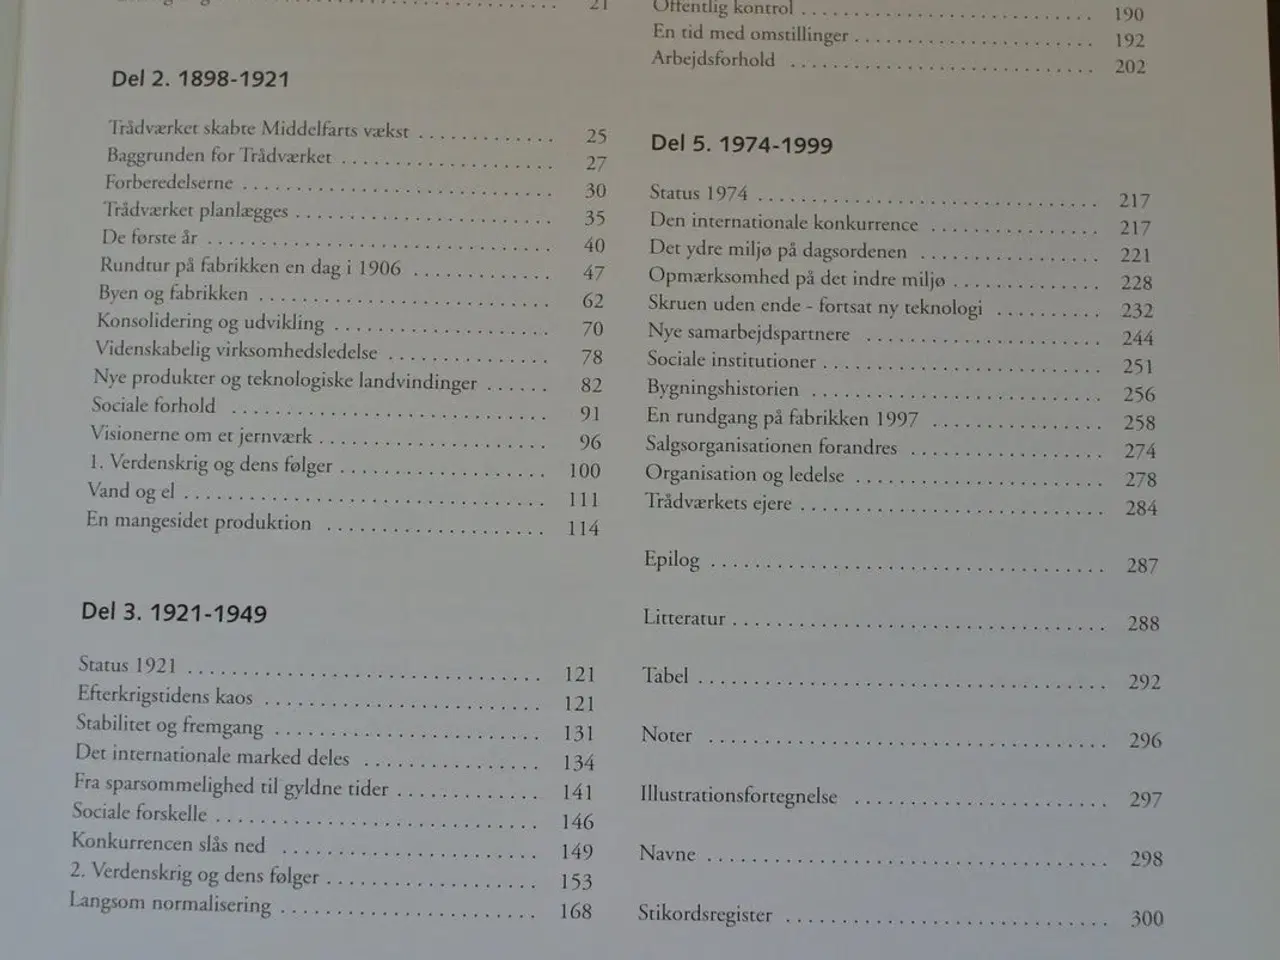 21
Del 2. 1898-1921
Trådværket skabte Middelfarts vækst . . . . . . . . . . . . 25
Baggrunden for Trådværket . . . . . . . . . . . . . . . . . . 27
Forberedelserne . . . . . . . . . . . . . . . . . . . . . . . . . . 30
Trådværket planlægges . . . . . . . . . . . . . . . . . . . . . 35
De første år . . . . . . . . . . . . . . . . . . . . . . . . . . . . 40
Rundtur på fabrikken en dag i 1906 . . . . . . . . . . . . 47
Byen og fabrikken . . . . . . . . . . . . . . . . . . . . . . . . 62
Konsolidering og udvikling . . . . . . . . . . . . . . . . . . 70
Videnskabelig virksomhedsledelse . . . . . . . . . . . . . . 78
Nye produkter og teknologiske landvindinger . . . . . . 82
Sociale forhold . . . . . . . . . . . . . . . . . . . . . . . . . . 91
Visionerne om et jernværk . . . . . . . . . . . . . . . . . . . 96
1. Verdenskrig og dens følger . . . . . . . . . . . . . . . . . 100
Vand og el . . . . . . . . . . . . . . . . . . . . . . . . . . . . . 111
En mangesidet produktion . . . . . . . . . . . . . . . . . . 114
Del 3. 1921-1949
Status 1921 . . . . . . . . . . . . . . . . . . . . . . . . . . . . 121
Efterkrigstidens kaos . . . . . . . . . . . . . . . . . . . . . . 121
Stabilitet og fremgang . . . . . . . . . . . . . . . . . . . . . 131
Det internationale marked deles . . . . . . . . . . . . . . . 134
Fra sparsommelighed til gyldne tider . . . . . . . . . . . . 141
Sociale forskelle . . . . . . . . . . . . . . . . . . . . . . . . . . 146
Konkurrencen slås ned . . . . . . . . . . . . . . . . . . . . . 149
2. Verdenskrig og dens følger . . . . . . . . . . . . . . . . . 153
Langsom normalisering . . . . . . . . . . . . . . . . . . . . . 168
Offentlig kontrol . . . . . . . . . . . . . . . . . . . . . . . . . 190
En tid med omstillinger . . . . . . . . . . . . . . . . . . . . . 192
Arbejdsforhold . . . . . . . . . . . . . . . . . . . . . . . . . . 202
Del 5. 1974-1999
Status 1974 . . . . . . . . . . . . . . . . . . . . . . . . . . . . . 217
Den internationale konkurrence . . . . . . . . . . . . . . . 217
Det ydre miljø på dagsordenen . . . . . . . . . . . . . . . . 221
Opmærksomhed på det indre miljø . . . . . . . . . . . . . 228
Skruen uden ende - fortsat ny teknologi . . . . . . . . . . 232
Nye samarbejdspartnere . . . . . . . . . . . . . . . . . . . . 244
Sociale institutioner . . . . . . . . . . . . . . . . . . . . . . . . 251
Bygningshistorien . . . . . . . . . . . . . . . . . . . . . . . . . 256
En rundgang på fabrikken 1997 . . . . . . . . . . . . . . . 258
Salgsorganisationen forandres . . . . . . . . . . . . . . . . . 274
Organisation og ledelse . . . . . . . . . . . . . . . . . . . . . 278
Trådværkets ejere . . . . . . . . . . . . . . . . . . . . . . . . . 284
Epilog . . . . . . . . . . . . . . . . . . . . . . . . . . . . . . . . . 287
Litteratur . . . . . . . . . . . . . . . . . . . . . . . . . . . . . . . 288
Tabel . . . . . . . . . . . . . . . . . . . . . . . . . . . . . . . . . . 292
Noter . . . . . . . . . . . . . . . . . . . . . . . . . . . . . . . . . 296
Illustrationsfortegnelse . . . . . . . . . . . . . . . . . . . . . 297
Navne . . . . . . . . . . . . . . . . . . . . . . . . . . . . . . . . . 298
Stikordsregister . . . . . . . . . . . . . . . . . . . . . . . . . . 300